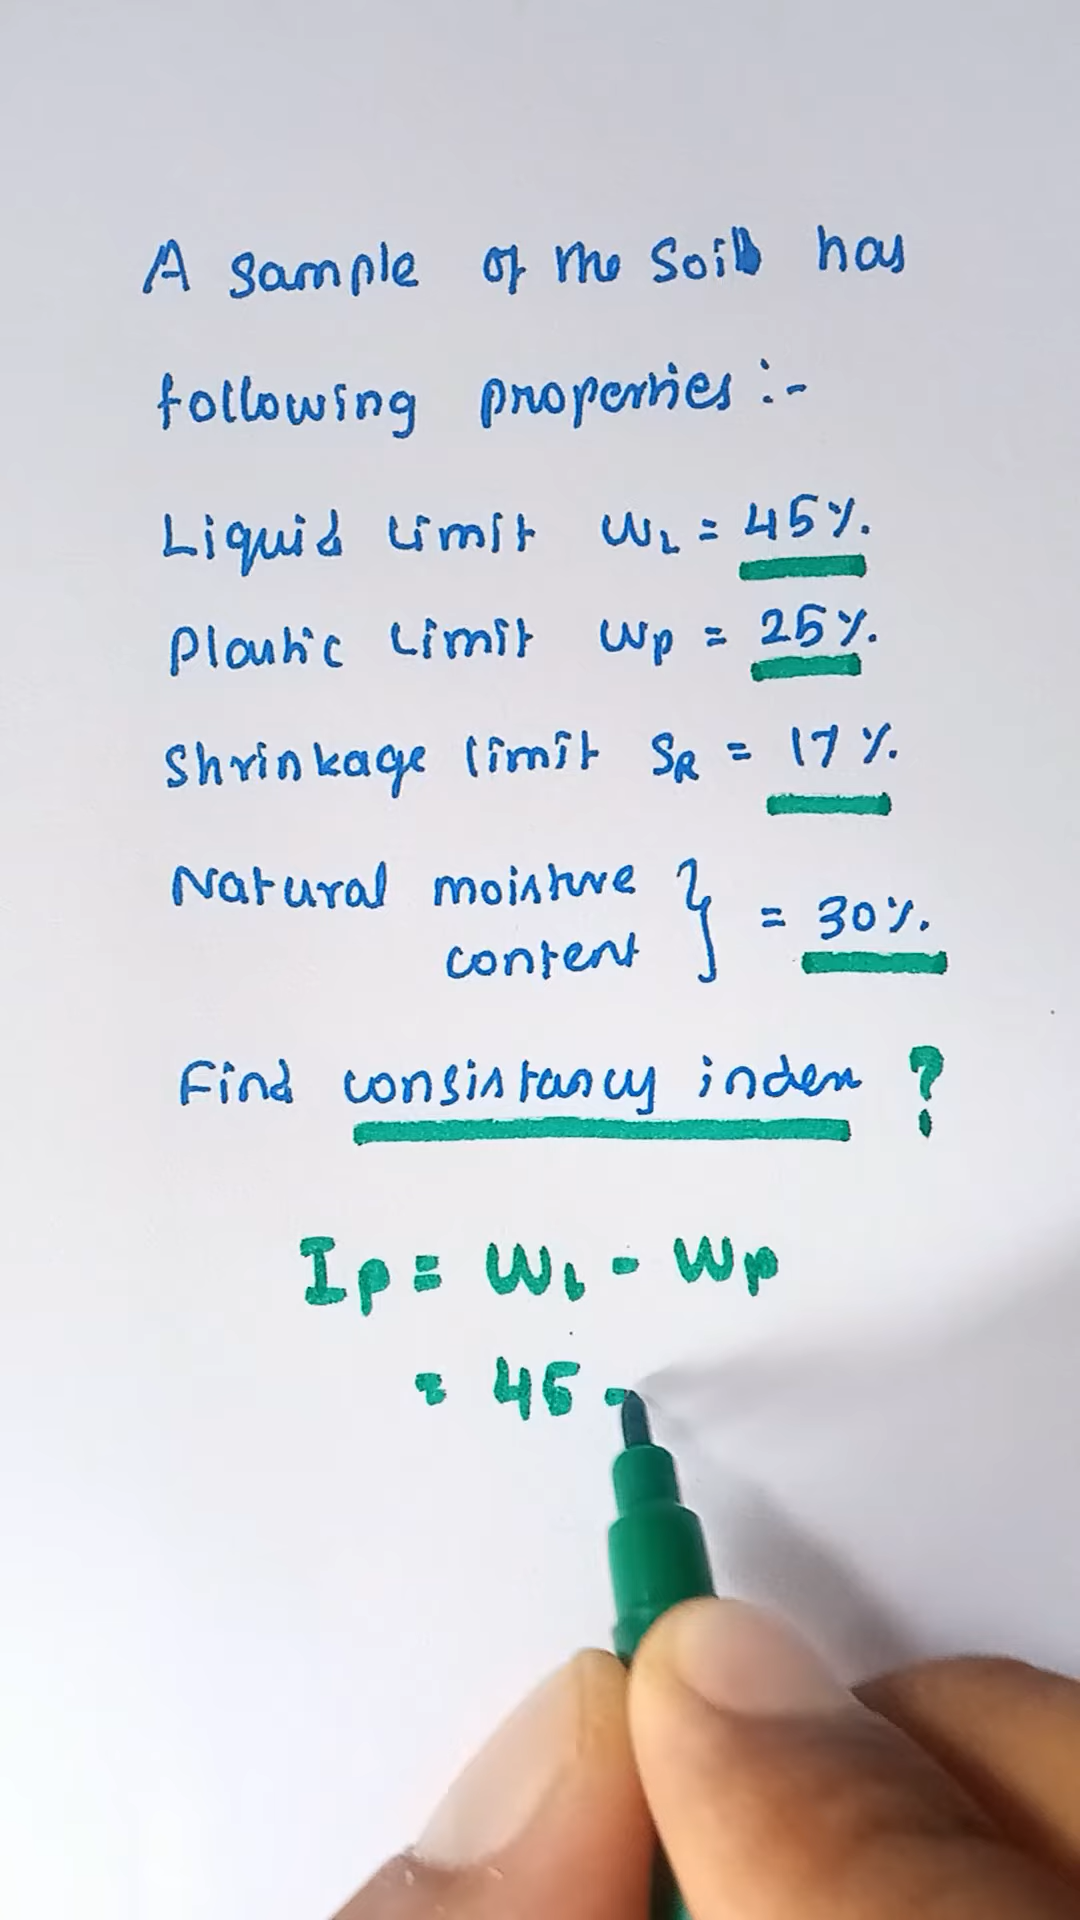 A sample of the soil has
following properties :-
Liquid Limit WL = 45%.
Plastic Limit Wp = 25%.
Shrinkage limit SR = 17%.
Natural moisture
content } = 30%.
Find consistancy index ?
Ip = WL - Wp
= 45 -